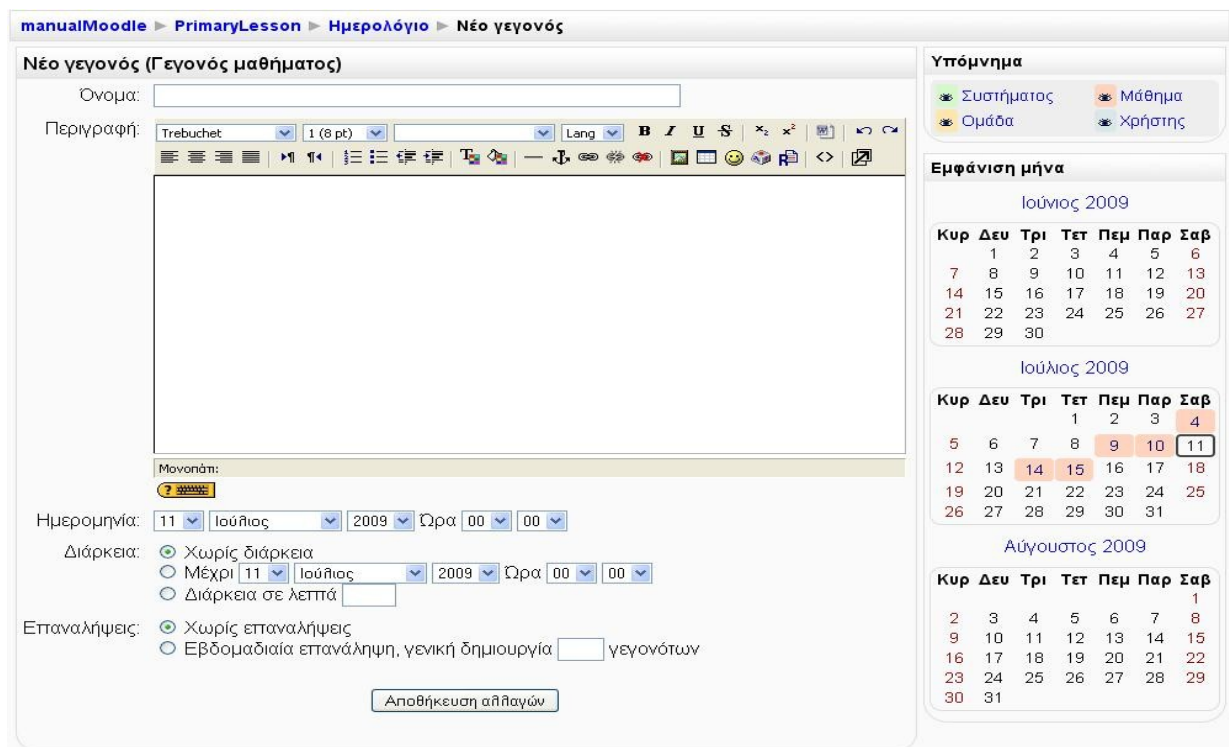 manualMoodle ► PrimaryLesson ► Ημερολόγιο ► Νέο γεγονός
Νέο γεγονός (Γεγονός μαθήματος)
Όνομα:
Περιγραφή:
Trebuchet 1 (8 pt) Lang B I U S x₂ x²
Μονοπάτι:
Ημερομηνία: 11 Ιούλιος 2009 Ώρα 00 00
Διάρκεια: Χωρίς διάρκεια
Μέχρι 11 Ιούλιος 2009 Ώρα 00 00
Διάρκεια σε λεπτά
Επαναλήψεις: Χωρίς επαναλήψεις
Εβδομαδιαία επανάληψη, γενική δημιουργία γεγονότων
Αποθήκευση αλλαγών
Υπόμνημα
Συστήματος Μάθημα
Ομάδα Χρήστης
Εμφάνιση μήνα
Ιούνιος 2009
Κυρ Δευ Τρι Τετ Πεμ Παρ Σαβ
1 2 3 4 5 6
7 8 9 10 11 12 13
14 15 16 17 18 19 20
21 22 23 24 25 26 27
28 29 30
Ιούλιος 2009
Κυρ Δευ Τρι Τετ Πεμ Παρ Σαβ
1 2 3 4
5 6 7 8 9 10 11
12 13 14 15 16 17 18
19 20 21 22 23 24 25
26 27 28 29 30 31
Αύγουστος 2009
Κυρ Δευ Τρι Τετ Πεμ Παρ Σαβ
1
2 3 4 5 6 7 8
9 10 11 12 13 14 15
16 17 18 19 20 21 22
23 24 25 26 27 28 29
30 31